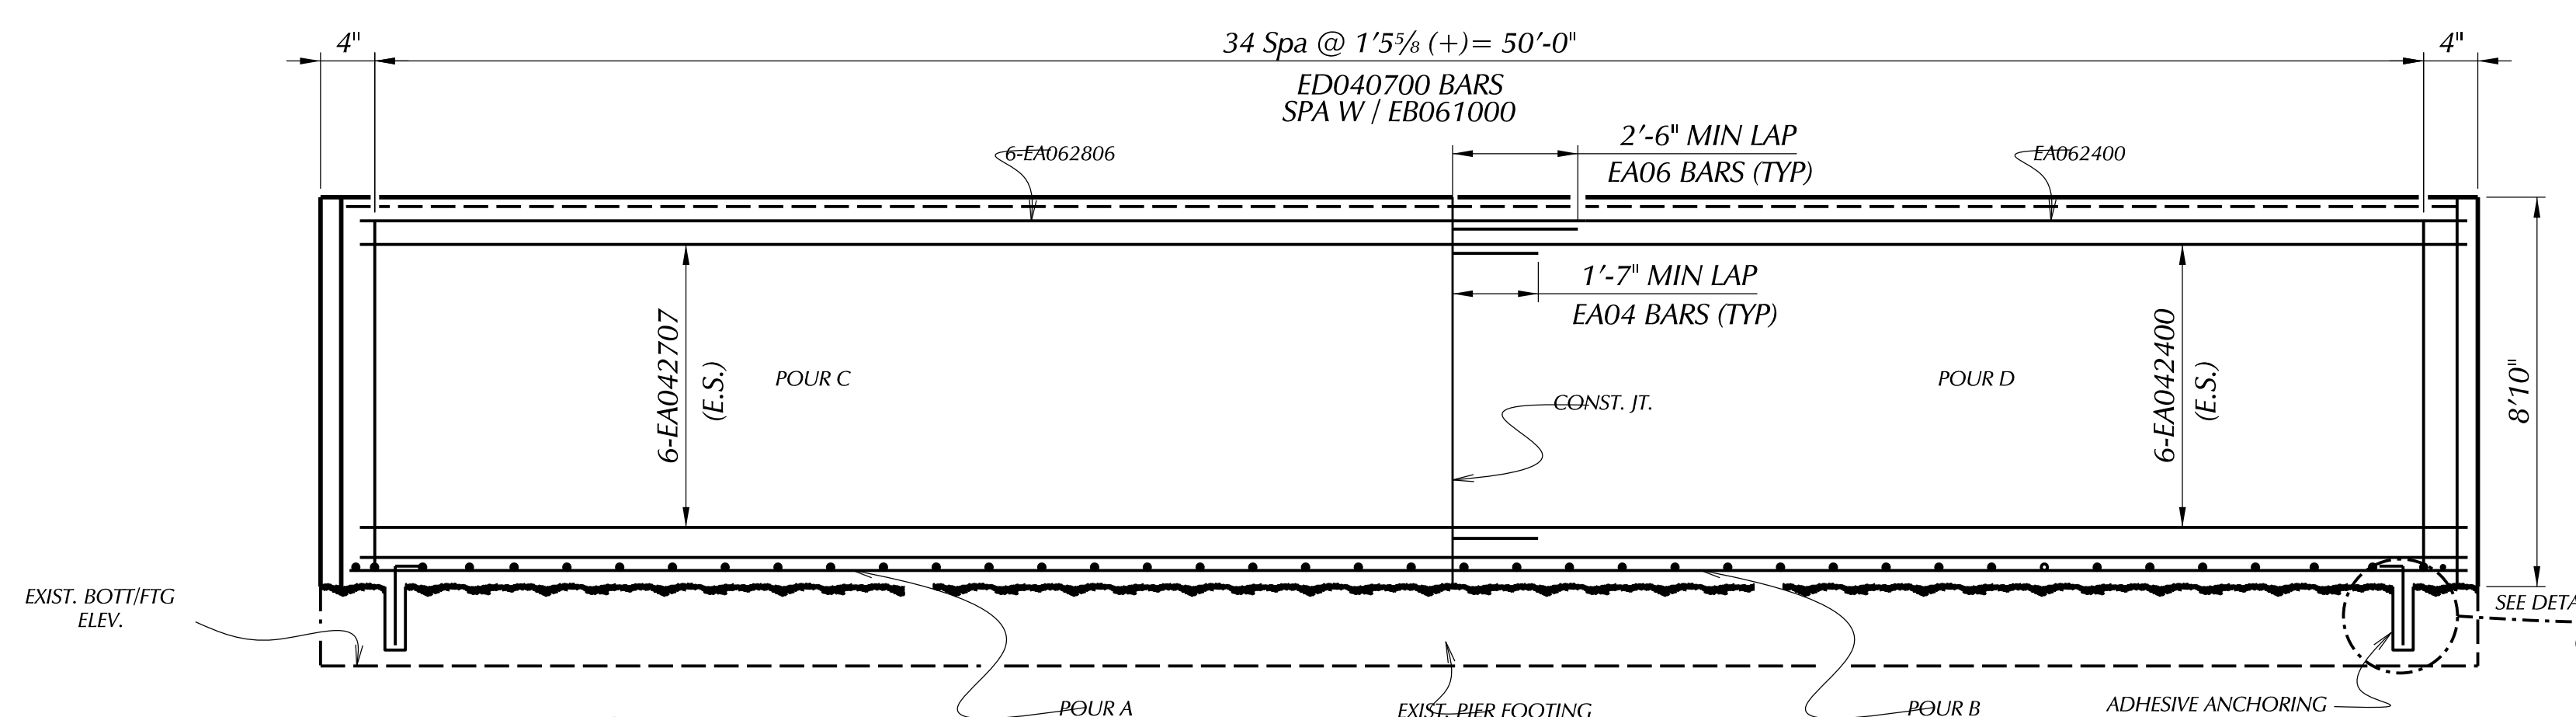 4"
34 Spa @ 1'5⅝ (+)= 50'-0"
4"
ED040700 BARS
SPA W / EB061000
2'-6" MIN LAP
EA06 BARS (TYP)
6-EA062806
EA062400
1'-7" MIN LAP
EA04 BARS (TYP)
6-EA042707
(E.S.)
POUR C
CONST. JT.
POUR D
6-EA042400
(E.S.)
8'10"
EXIST. BOTT/FTG
ELEV.
SEE
POUR A
EXIST. PIER FOOTING
POUR B
ADHESIVE ANCHORING